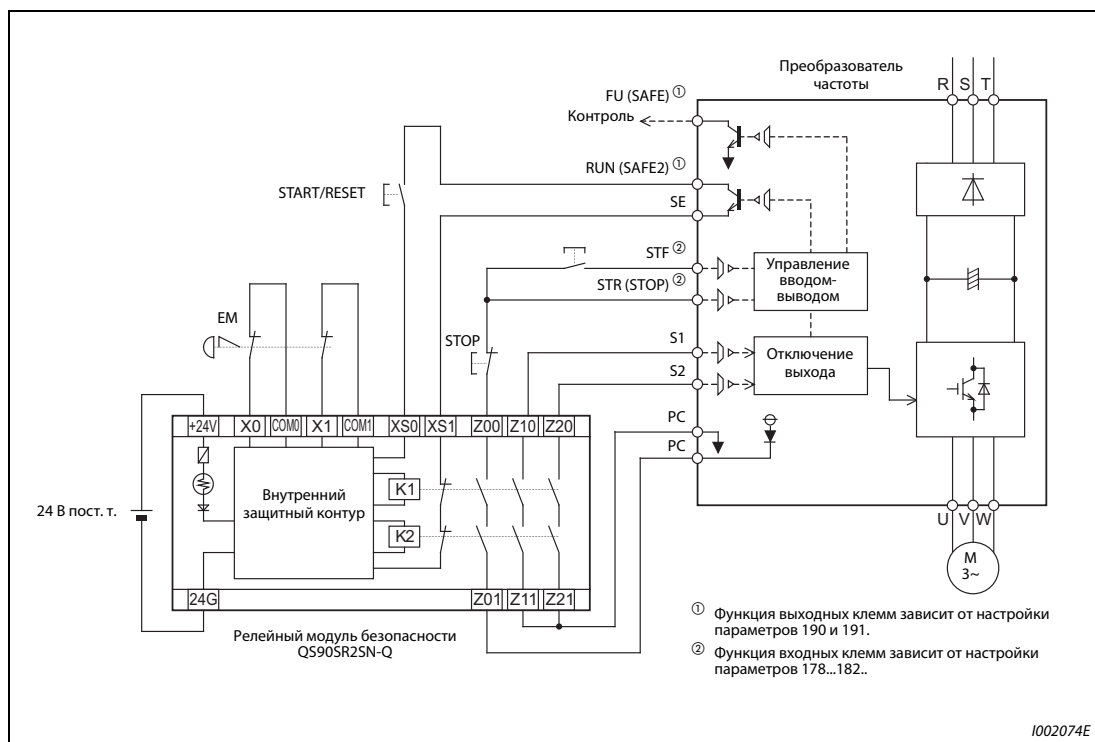 Преобразователь
частоты
R S T
FU (SAFE) ①
Контроль
RUN (SAFE2) ①
START/RESET
SE
STF ②
STR (STOP) ②
Управление
вводом-
выводом
EM
STOP
S1
S2
Отключение
выхода
PC
PC
+24V X0 COM0 X1 COM1 XS0 XS1 Z00 Z10 Z20
Внутренний
защитный контур
K1
K2
24 В пост. т.
24G Z01 Z11 Z21
U V W
M
3~
Релейный модуль безопасности
QS90SR2SN-Q
① Функция выходных клемм зависит от настройки
параметров 190 и 191.
② Функция входных клемм зависит от настройки
параметров 178...182..
I002074E